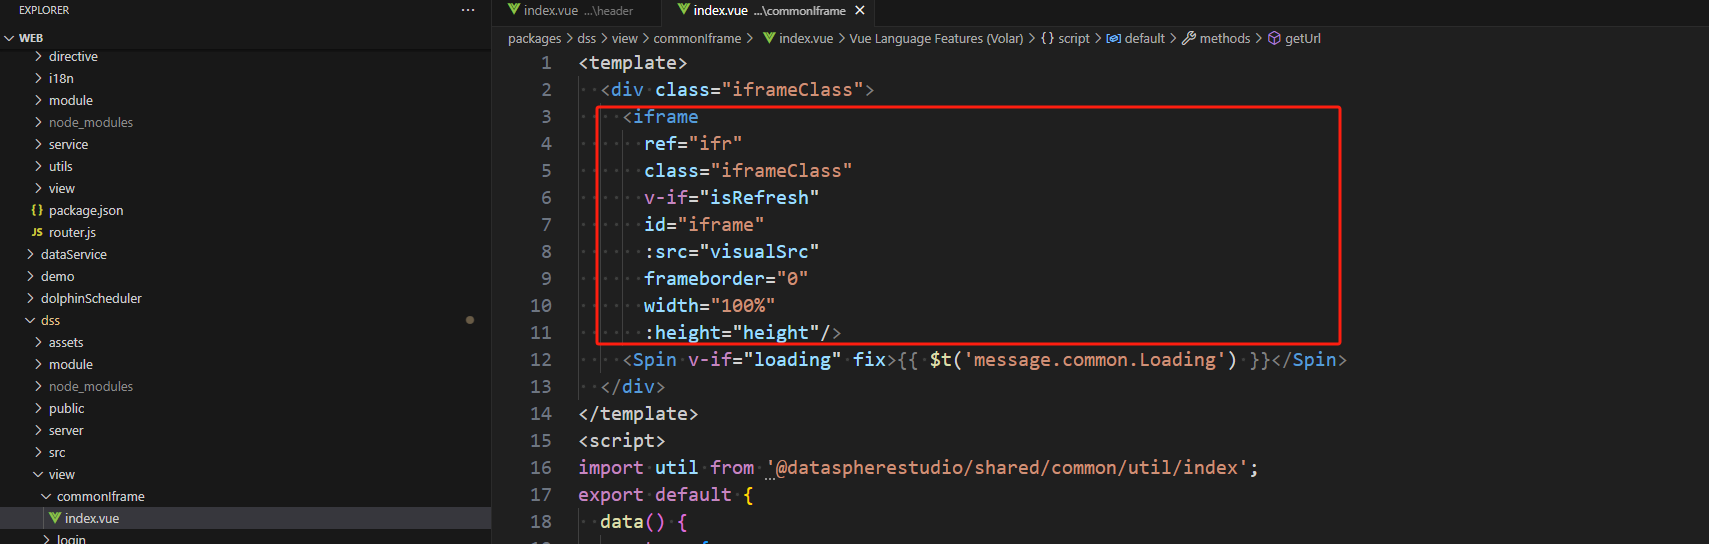 EXPLORER ···
WEB
directive
i18n
module
node_modules
service
utils
view
{} package.json
JS router.js
dataService
demo
dolphinScheduler
dss
assets
module
node_modules
public
server
src
view
commonIframe
index.vue
login
index.vue ...\header
index.vue ...\commonIframe
packages > dss > view > commonIframe > index.vue > Vue Language Features (Volar) > {} script > default > methods > getUrl
1 <template>
2 <div class="iframeClass">
3 <iframe
4 ref="ifr"
5 class="iframeClass"
6 v-if="isRefresh"
7 id="iframe"
8 :src="visualSrc"
9 frameborder="0"
10 width="100%"
11 :height="height"/>
12 <Spin v-if="loading" fix>{{ $t('message.common.Loading') }}</Spin>
13 </div>
14 </template>
15 <script>
16 import util from '@dataspherestudio/shared/common/util/index';
17 export default {
18 data() {